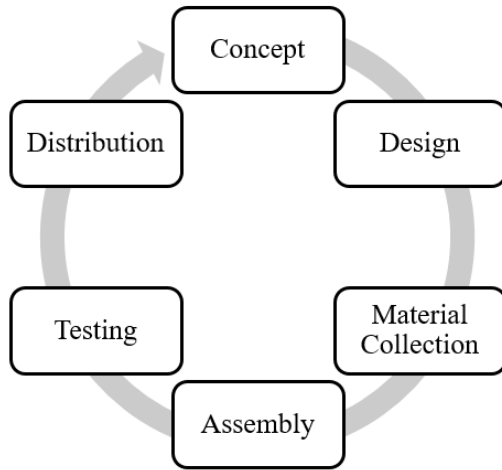 Concept
Design
Material
Collection
Assembly
Testing
Distribution